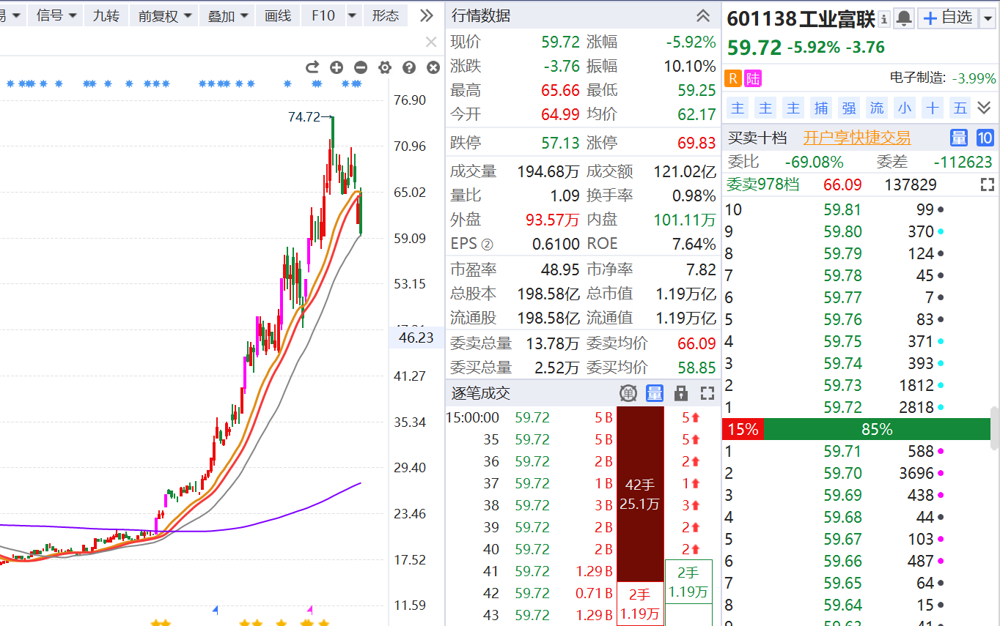 易 信号 九转 前复权 叠加 画线 F10 形态
74.72
76.90
70.96
65.02
59.09
53.15
46.23
41.27
35.34
29.40
23.46
17.52
11.59
行情数据
现价 59.72 涨幅 -5.92%
涨跌 -3.76 振幅 10.10%
最高 65.66 最低 59.25
今开 64.99 均价 62.17
跌停 57.13 涨停 69.83
成交量 194.68万 成交额 121.02亿
量比 1.09 换手率 0.98%
外盘 93.57万 内盘 101.11万
EPS② 0.6100 ROE 7.64%
市盈率 48.95 市净率 7.82
总股本 198.58亿 总市值 1.19万亿
流通股 198.58亿 流通值 1.19万亿
委卖总量 13.78万 委卖均价 66.09
委买总量 2.52万 委买均价 58.85
逐笔成交 单 量
15:00:00 59.72 5 B 5
35 59.72 5 B 5
36 59.72 2 B 2
37 59.72 1 B 1
38 59.72 3 B 3
39 59.72 2 B 2
40 59.72 2 B 2
41 59.72 1.29 B
42 59.72 0.71 B
43 59.72 1.29 B
42手
25.1万
2手
1.19万
2手
1.19万
601138 工业富联 i + 自选
59.72 -5.92% -3.76
R 陆 电子制造: -3.99%
主 主 主 捕 强 流 小 十 五
买卖十档 开户享快捷交易 量 10
委比 -69.08% 委差 -112623
委卖978档 66.09 137829
10 59.81 99
9 59.80 370
8 59.79 124
7 59.78 45
6 59.77 7
5 59.76 83
4 59.75 371
3 59.74 393
2 59.73 1812
1 59.72 2818
15% 85%
1 59.71 588
2 59.70 3696
3 59.69 438
4 59.68 44
5 59.67 103
6 59.66 487
7 59.65 64
8 59.64 15
9 59.63 41